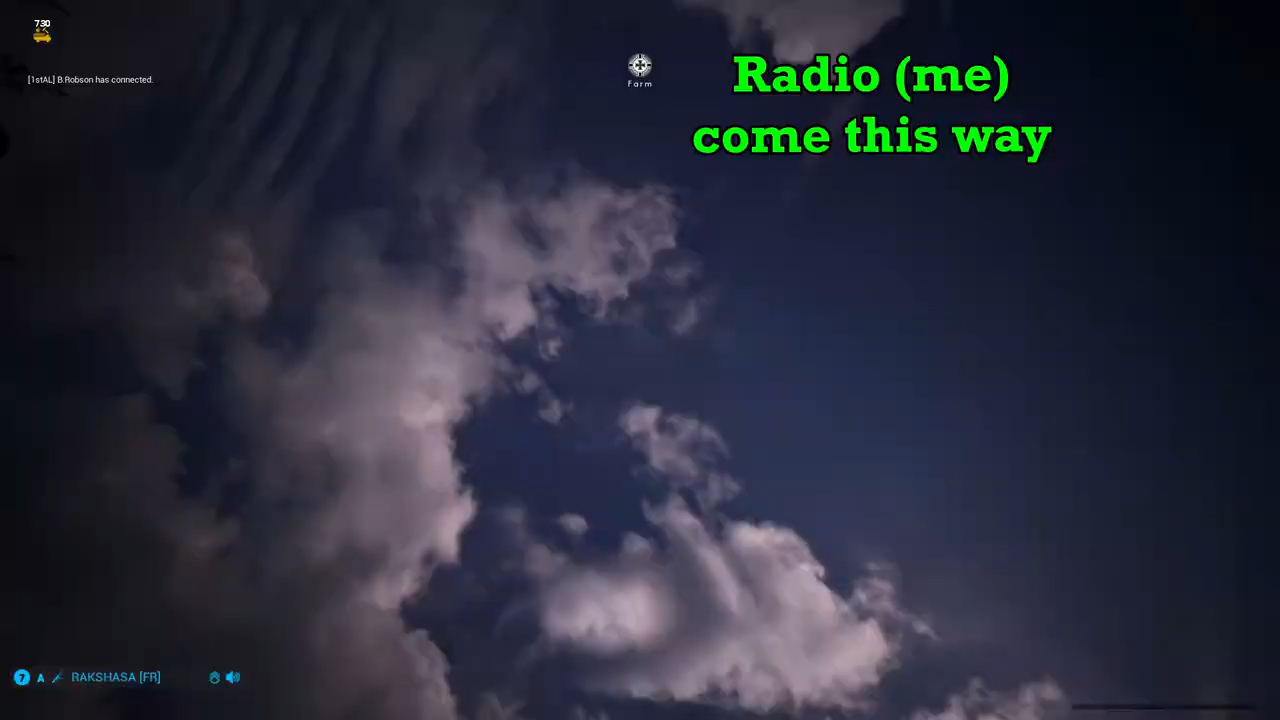 730
[1stAL] B.Robson has connected.
Farm
Radio (me)
come this way
7 A RAKSHASA [FR]